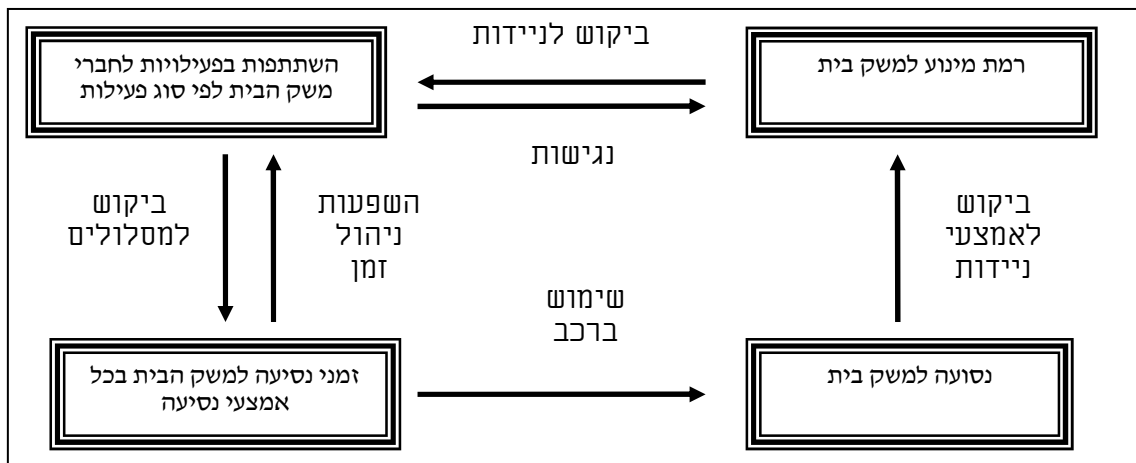 ביקוש לניידות
רמת מינוע למשק בית
השתתפות בפעילויות לחברי
משק הבית לפי סוג פעילות
נגישות
ביקוש
לאמצעי
ניידות
השפעות
ניהול
זמן
ביקוש
למסלולים
שימוש
ברכב
נסועה למשק בית
זמני נסיעה למשק הבית בכל
אמצעי נסיעה